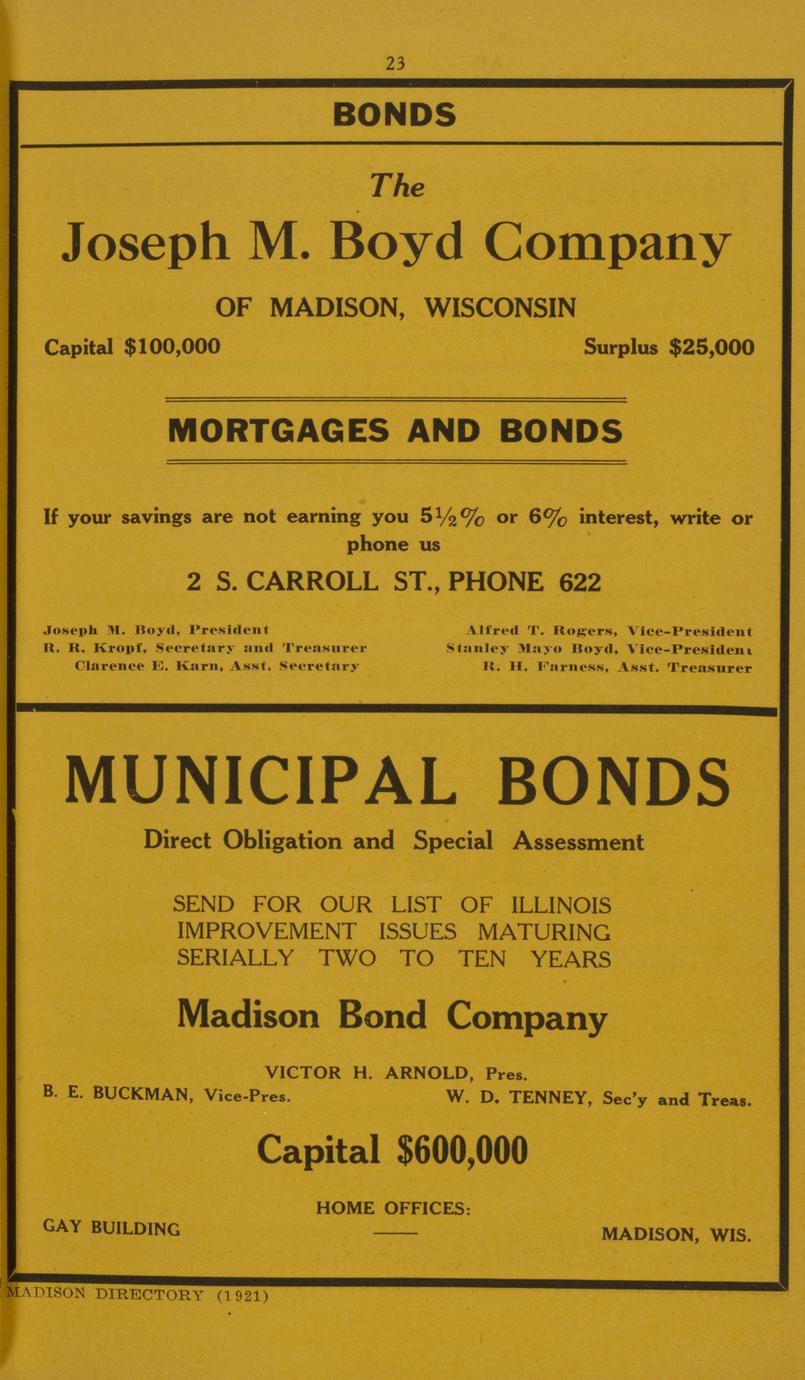 23
BONDS
The
Joseph M. Boyd Company
OF MADISON, WISCONSIN
Capital $100,000 Surplus $25,000
MORTGAGES AND BONDS
If your savings are not earning you 5½% or 6% interest, write or
phone us
2 S. CARROLL ST., PHONE 622
Joseph M. Boyd, President Alfred T. Rogers, Vice-President
R. R. Kropf, Secretary and Treasurer Stanley Mayo Boyd, Vice-President
Clarence E. Karn, Asst. Secretary R. H. Farness, Asst. Treasurer
MUNICIPAL BONDS
Direct Obligation and Special Assessment
SEND FOR OUR LIST OF ILLINOIS
IMPROVEMENT ISSUES MATURING
SERIALLY TWO TO TEN YEARS
Madison Bond Company
VICTOR H. ARNOLD, Pres.
B. E. BUCKMAN, Vice-Pres. W. D. TENNEY, Sec'y and Treas.
Capital $600,000
HOME OFFICES:
GAY BUILDING MADISON, WIS.
MADISON DIRECTORY (1921)